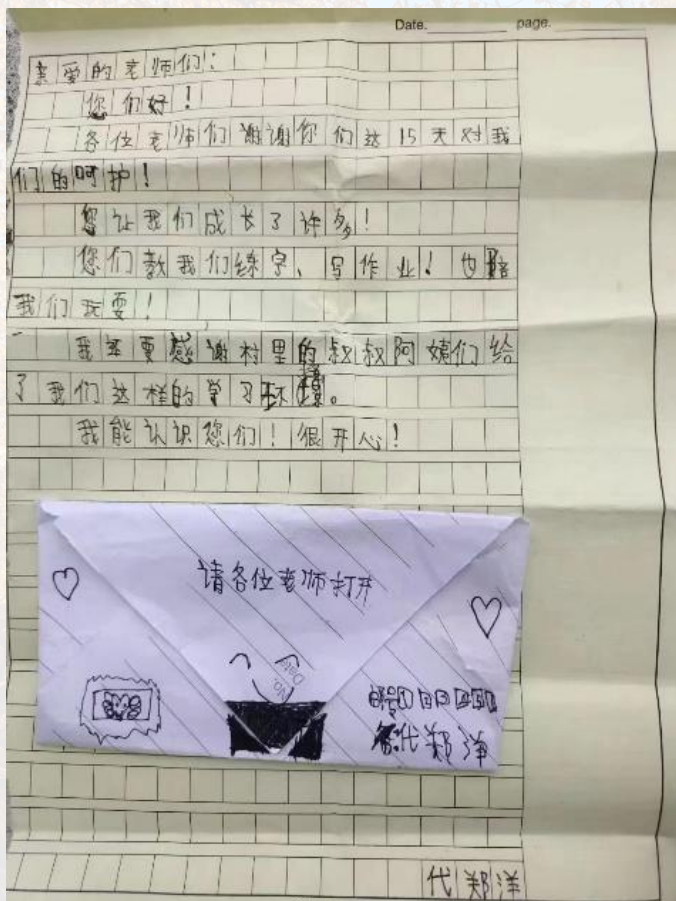 Date. page.
亲爱的老师们:
您们好!
各位老师们谢谢你们这15天对我
们的呵护!
您让我们成长了许多!
您们教我们练字、写作业!也陪
我们玩耍!
我还要感谢村里的叔叔阿姨们给
了我们这样的学习环境。
我能认识您们!很开心!
请各位老师打开
Date.
No.
代郑洋
代郑洋